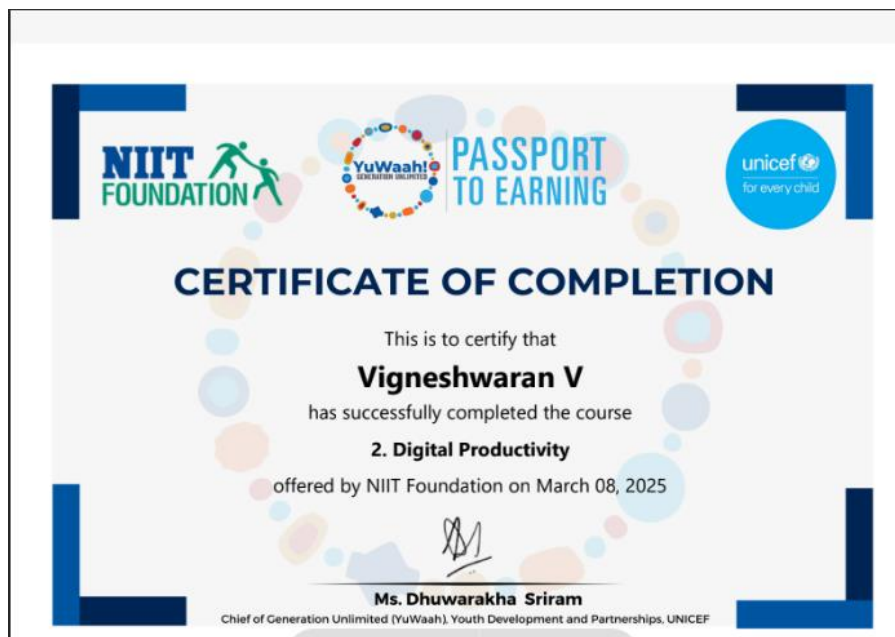 NIIT
FOUNDATION
YuWaah!
GENERATION UNLIMITED
PASSPORT
TO EARNING
unicef
for every child
CERTIFICATE OF COMPLETION
This is to certify that
Vigneshwaran V
has successfully completed the course
2. Digital Productivity
offered by NIIT Foundation on March 08, 2025
Ms. Dhuwarakha Sriram
Chief of Generation Unlimited (YuWaah), Youth Development and Partnerships, UNICEF